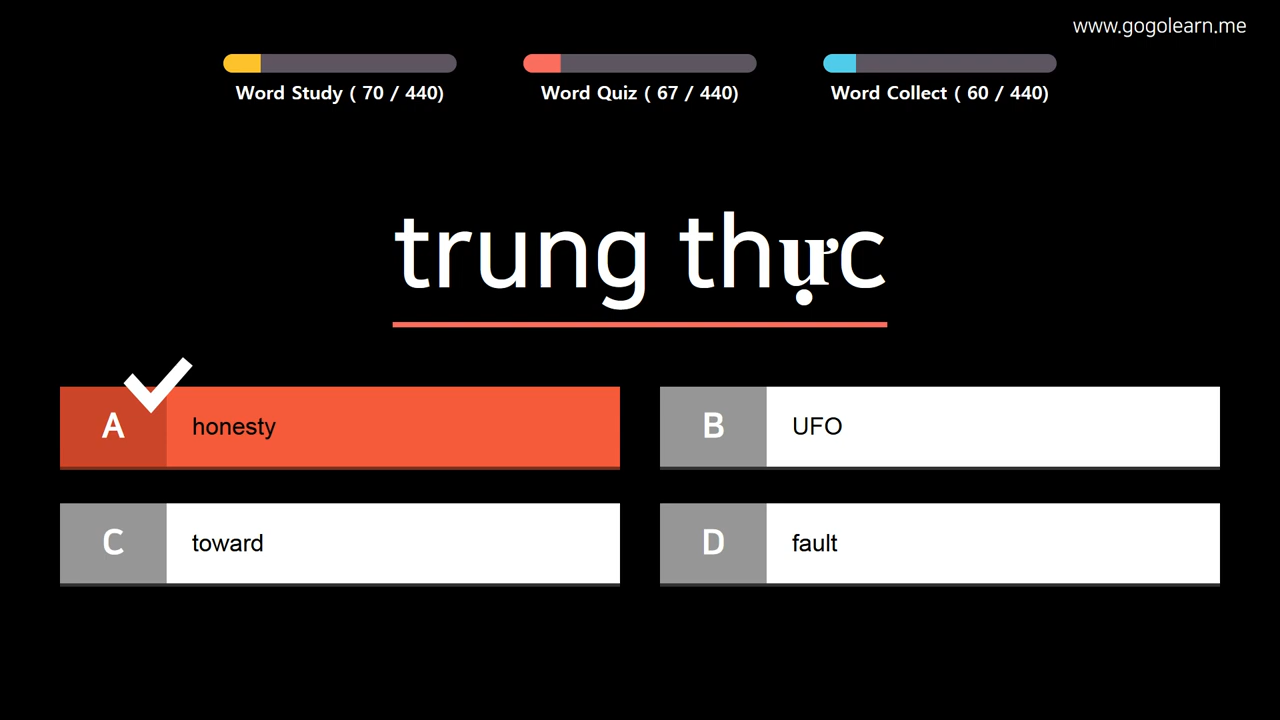 www.gogolearn.me
Word Study ( 70 / 440)
Word Quiz ( 67 / 440)
Word Collect ( 60 / 440)
trung thực
A honesty
B UFO
C toward
D fault